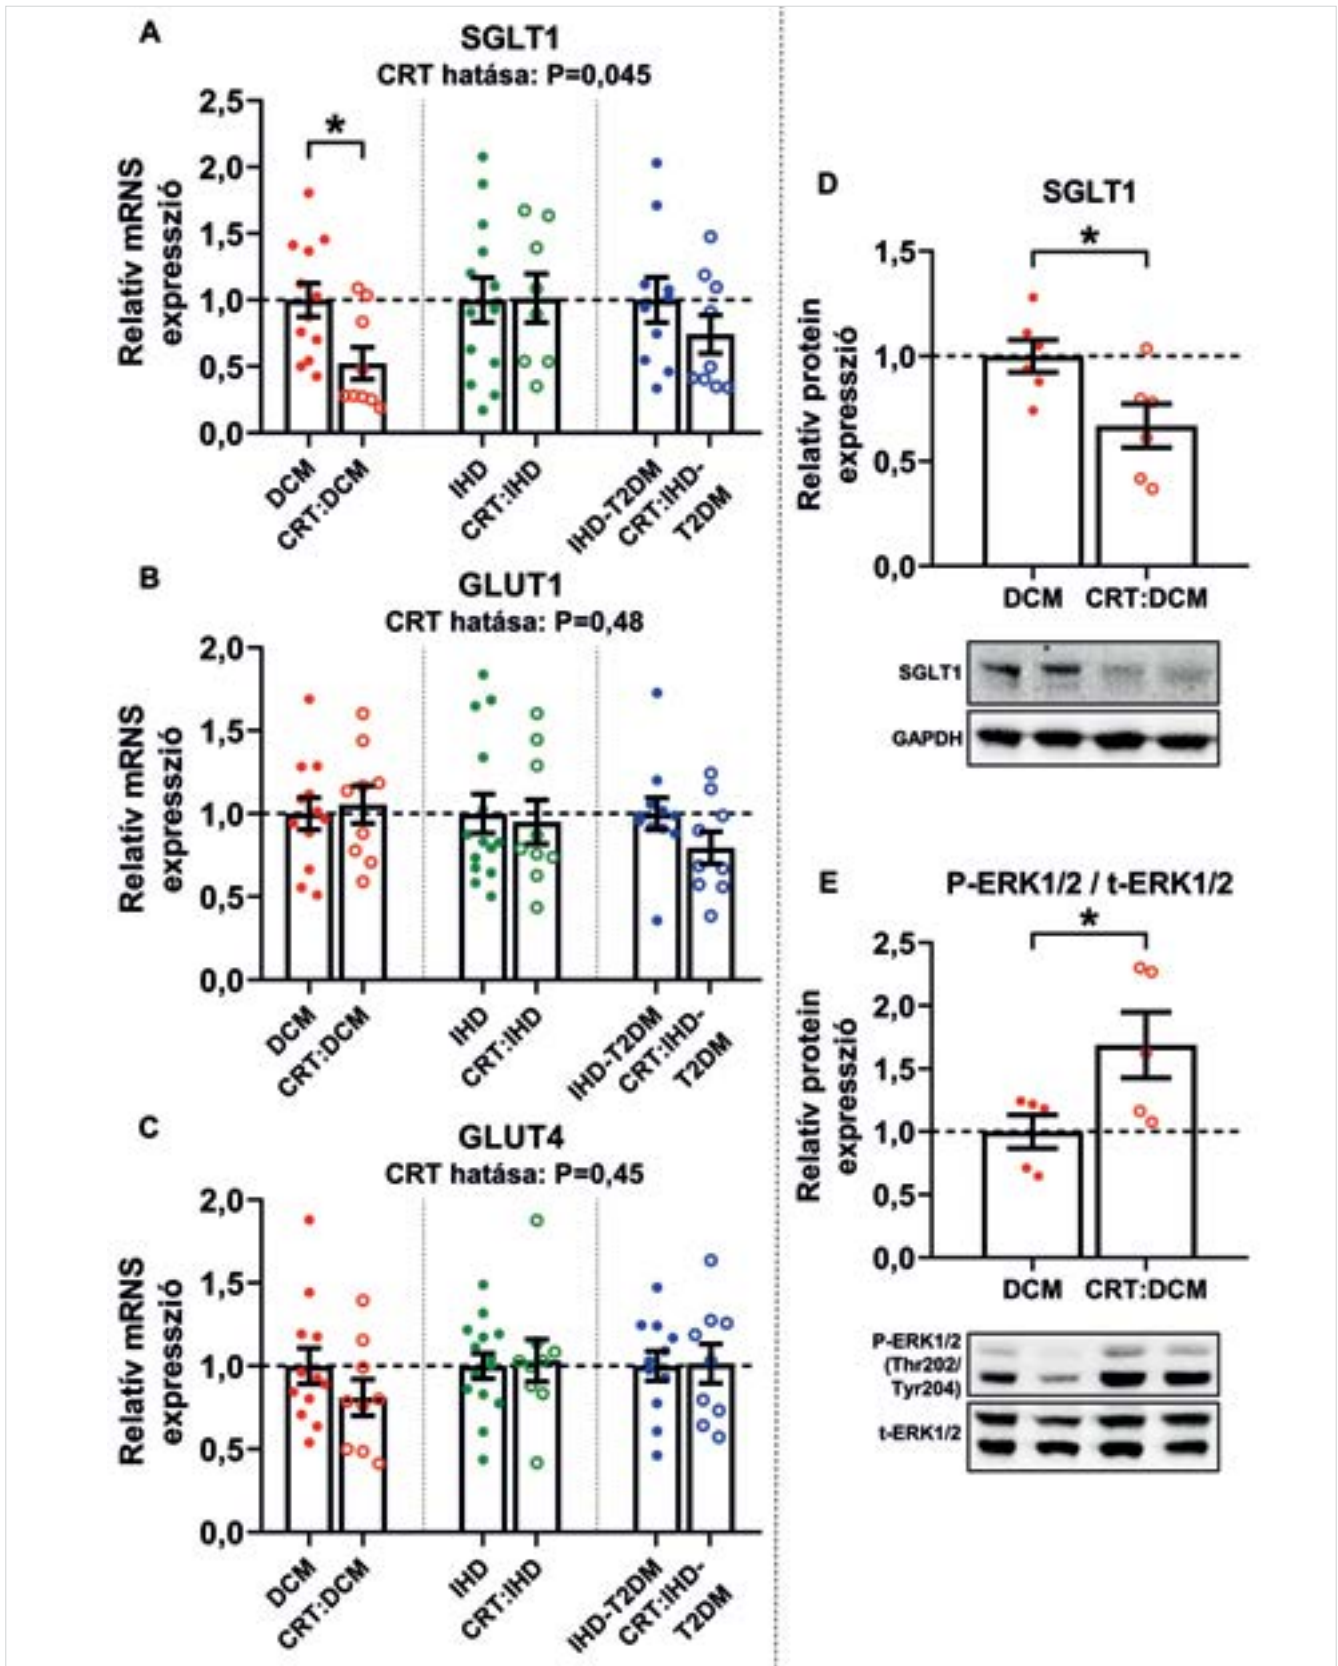 A
SGLT1
CRT hatása: P=0,045
Relatív mRNS
expresszió
2,5
2,0
1,5
1,0
0,5
0,0
*
DCM
CRT:DCM
IHD
CRT:IHD
IHD-T2DM
CRT:IHD-
T2DM
B
GLUT1
CRT hatása: P=0,48
Relatív mRNS
expresszió
2,0
1,5
1,0
0,5
0,0
DCM
CRT:DCM
IHD
CRT:IHD
IHD-T2DM
CRT:IHD-
T2DM
C
GLUT4
CRT hatása: P=0,45
Relatív mRNS
expresszió
2,0
1,5
1,0
0,5
0,0
DCM
CRT:DCM
IHD
CRT:IHD
IHD-T2DM
CRT:IHD-
T2DM
D
SGLT1
Relatív protein
expresszió
1,5
1,0
0,5
0,0
*
DCM
CRT:DCM
SGLT1
GAPDH
E
P-ERK1/2 / t-ERK1/2
Relatív protein
expresszió
2,5
2,0
1,5
1,0
0,5
0,0
*
DCM
CRT:DCM
P-ERK1/2
(Thr202/
Tyr204)
t-ERK1/2